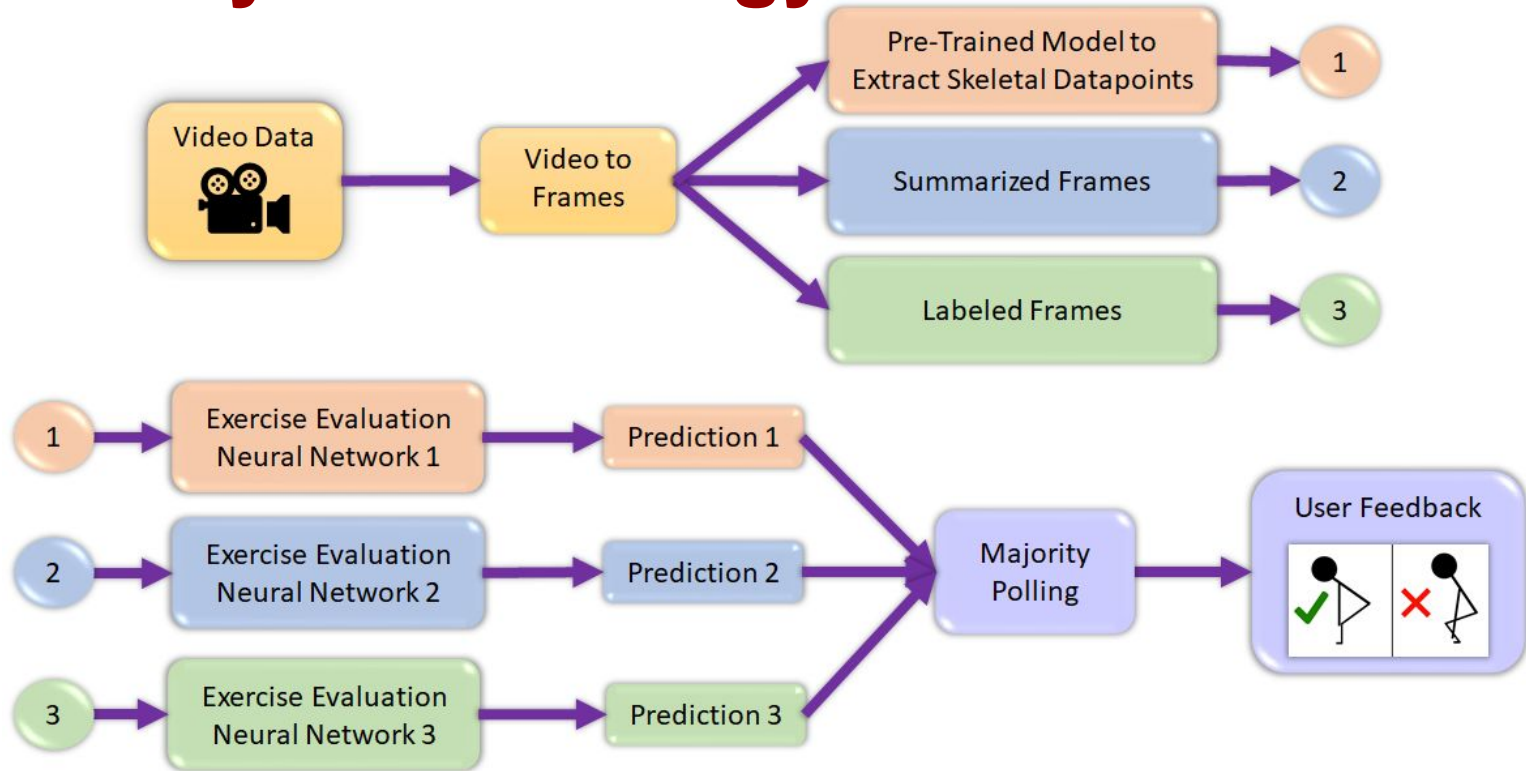 Pre-Trained Model to
Extract Skeletal Datapoints
1
Video Data
Video to
Frames
Summarized Frames
2
Labeled Frames
3
1
Exercise Evaluation
Neural Network 1
Prediction 1
2
Exercise Evaluation
Neural Network 2
Prediction 2
Majority
Polling
User Feedback
3
Exercise Evaluation
Neural Network 3
Prediction 3